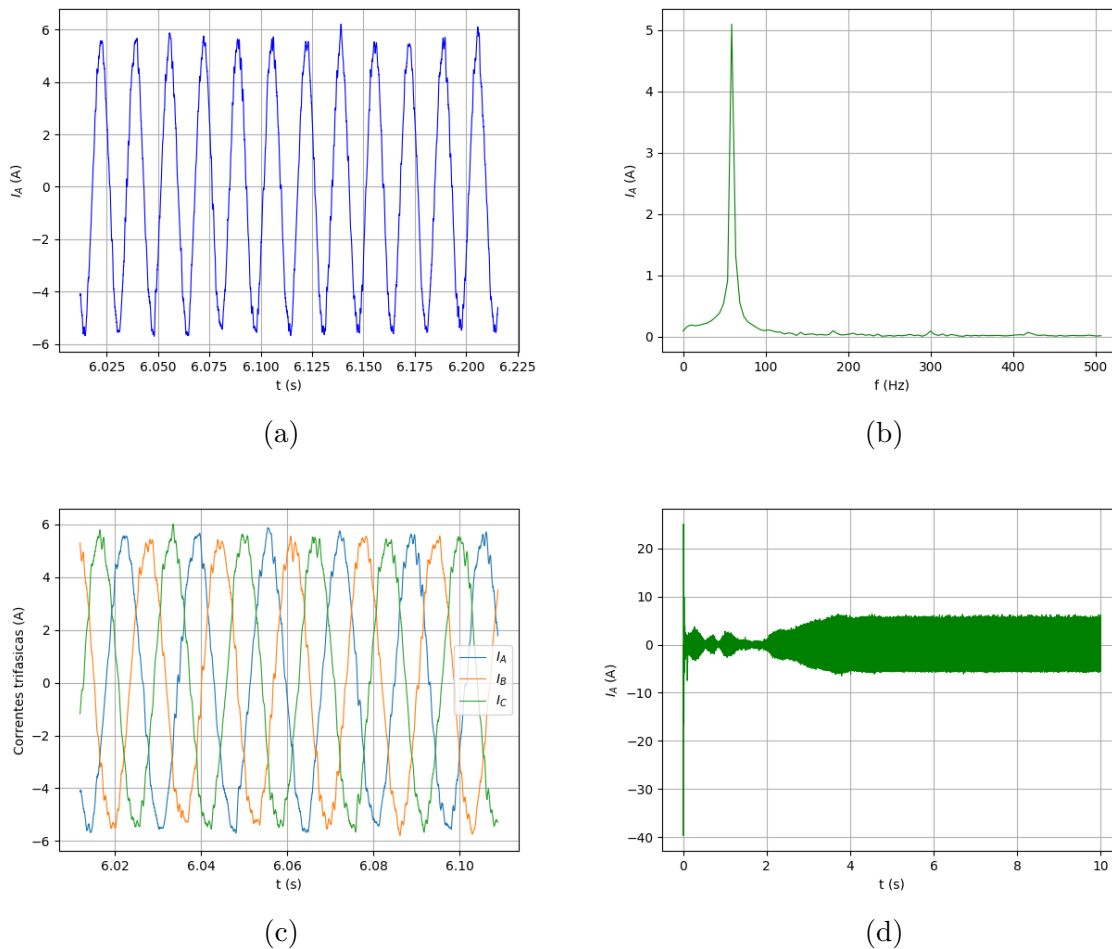 6
4
2
0
−2
−4
−6
I_A (A)
6.025 6.050 6.075 6.100 6.125 6.150 6.175 6.200 6.225
t (s)
(a)
5
4
3
2
1
0
I_A (A)
0 100 200 300 400 500
f (Hz)
(b)
6
4
2
0
−2
−4
−6
Correntes trifasicas (A)
I_A
I_B
I_C
6.02 6.04 6.06 6.08 6.10
t (s)
(c)
20
10
0
−10
−20
−30
−40
I_A (A)
0 2 4 6 8 10
t (s)
(d)